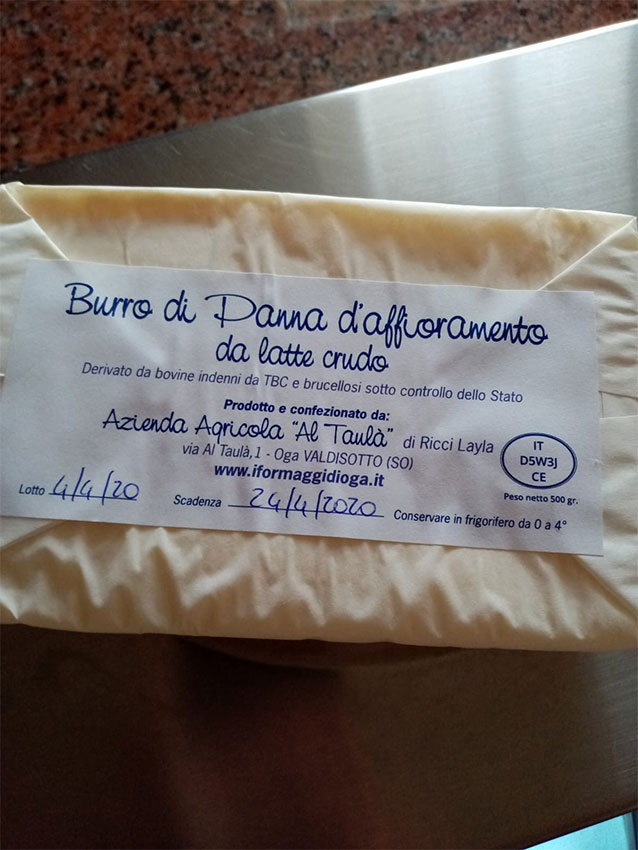 Burro di Panna d'affioramento
da latte crudo
Derivato da bovine indenni da TBC e brucellosi sotto controllo dello Stato
Prodotto e confezionato da:
Azienda Agricola "Al Taulà" di Ricci Layla
via Al Taulà, 1 - Oga VALDISOTTO (SO)
www.iformaggidioga.it
IT
D5W3J
CE
Peso netto 500 gr.
Lotto 4/4/20 Scadenza 24/4/2020 Conservare in frigorifero da 0 a 4°